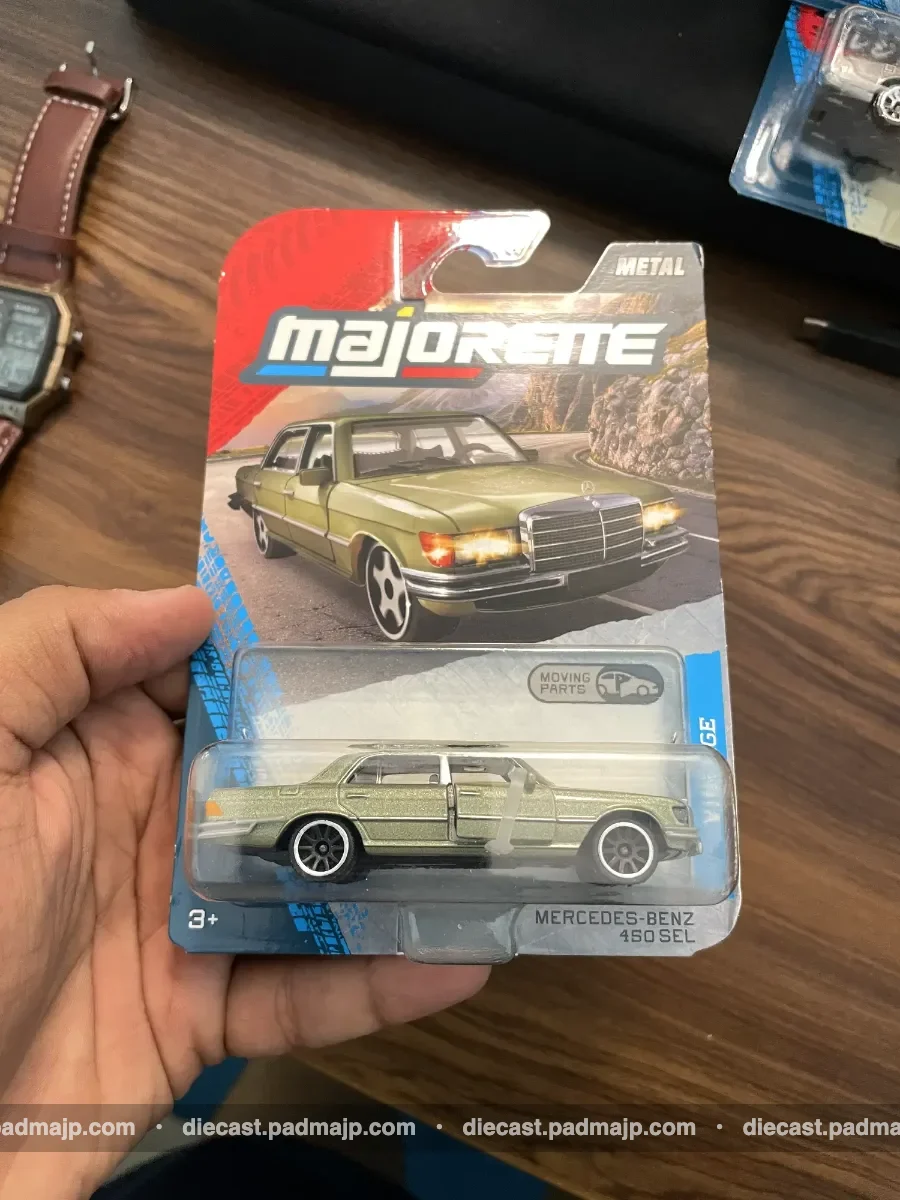 METAL
majORETTE
MOVING
PARTS
3+
MERCEDES-BENZ
450 SEL
padmajp.com • diecast.padmajp.com • diecast.padmajp.com • diecast.padma